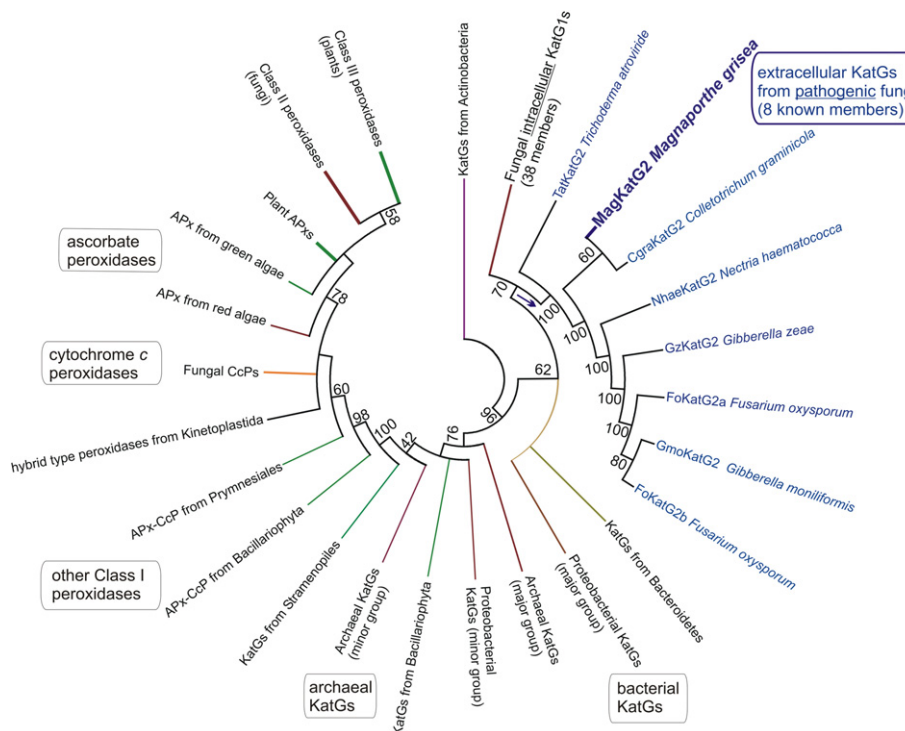 Class III peroxidases
(plants)
Class II peroxidases
(fungi)
Plant APxs
APx from green algae
APx from red algae
Fungal CcPs
hybrid type peroxidases from Kinetoplastida
APx-CcP from Prymnesiales
APx-CcP from Bacillariophyta
KatGs from Stramenopiles
Archaeal KatGs
(minor group)
KatGs from Bacillariophyta
Proteobacterial
KatGs (minor group)
Archaeal KatGs
(major group)
Proteobacterial KatGs
(major group)
KatGs from Bacteroidetes
KatGs from Actinobacteria
Fungal intracellular KatG1s
(38 members)
TatKatG2 Trichoderma atroviride
MagKatG2 Magnaporthe grisea
CgraKatG2 Colletotrichum graminicola
NhaeKatG2 Nectria haematococca
GzKatG2 Gibberella zeae
FoKatG2a Fusarium oxysporum
GmoKatG2 Gibberella moniliformis
FoKatG2b Fusarium oxysporum
extracellular KatGs
from pathogenic fung
(8 known members)
ascorbate
peroxidases
cytochrome c
peroxidases
other Class I
peroxidases
archaeal
KatGs
bacterial
KatGs
58
78
60
98
100
42
76
96
62
70
100
60
100
100
100
100
80